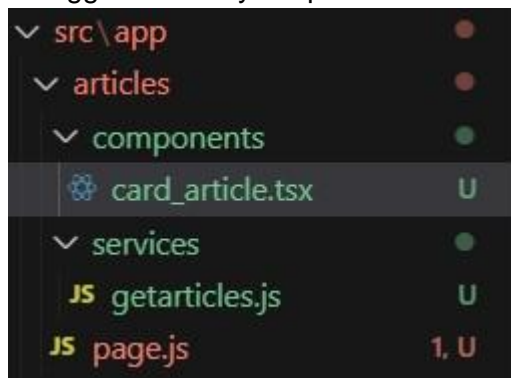 src\app
articles
components
card_article.tsx U
services
JS getarticles.js U
JS page.js 1, U